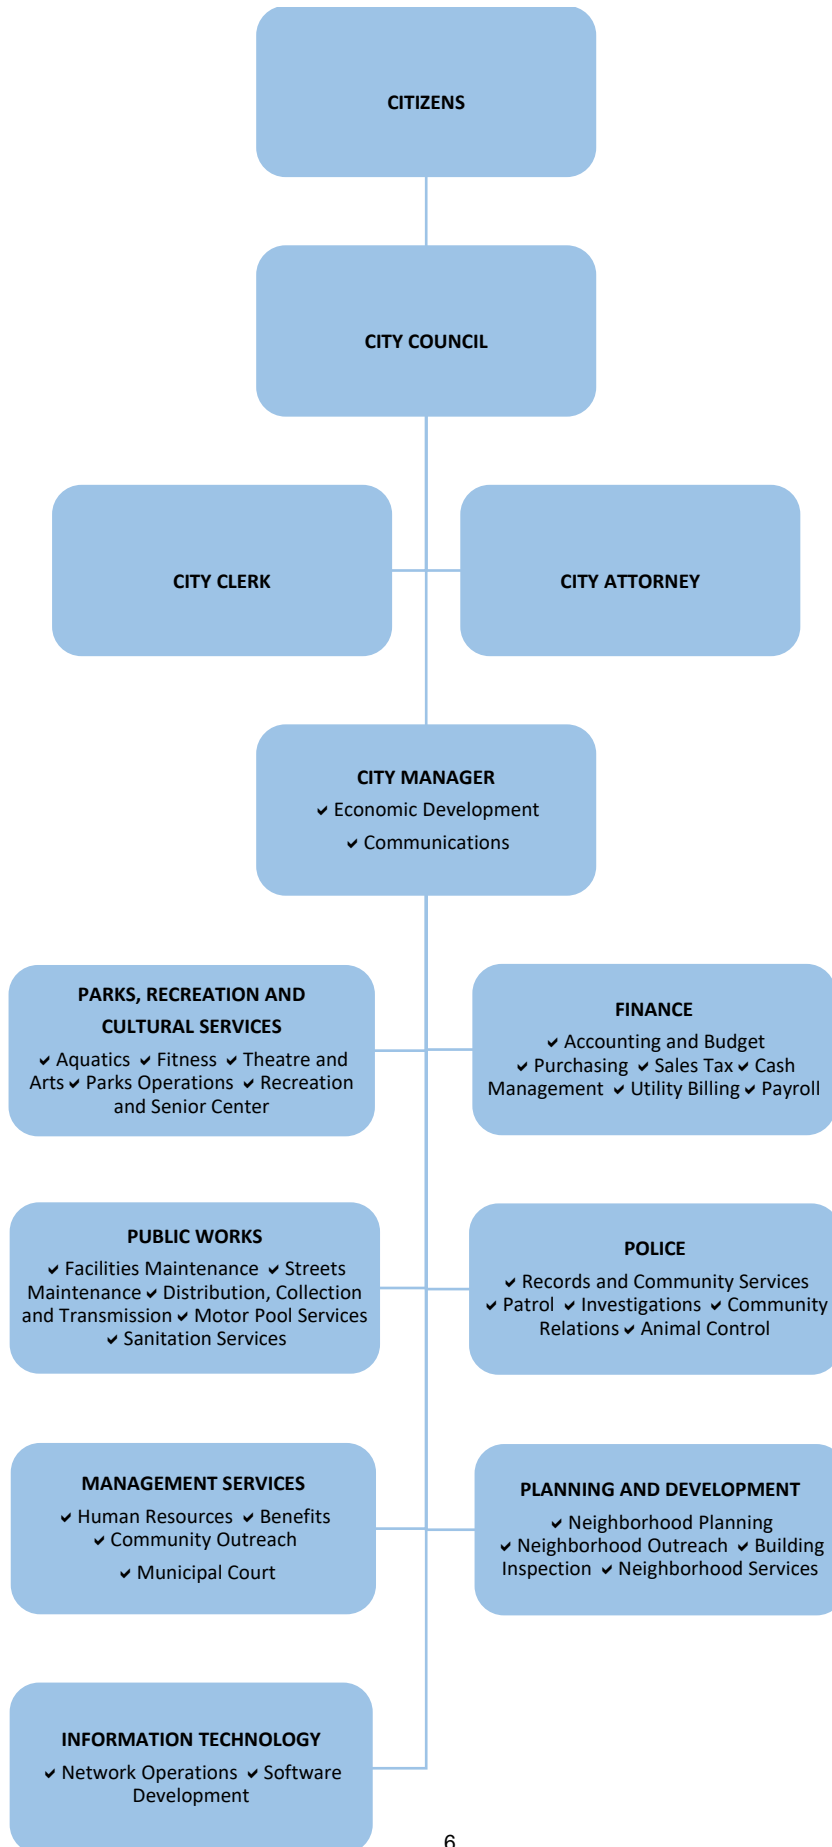 CITIZENS
CITY COUNCIL
CITY CLERK
CITY ATTORNEY
CITY MANAGER
✓ Economic Development
✓ Communications
PARKS, RECREATION AND
CULTURAL SERVICES
✓ Aquatics ✓ Fitness ✓ Theatre and
Arts ✓ Parks Operations ✓ Recreation
and Senior Center
FINANCE
✓ Accounting and Budget
✓ Purchasing ✓ Sales Tax ✓ Cash
Management ✓ Utility Billing ✓ Payroll
PUBLIC WORKS
✓ Facilities Maintenance ✓ Streets
Maintenance ✓ Distribution, Collection
and Transmission ✓ Motor Pool Services
✓ Sanitation Services
POLICE
✓ Records and Community Services
✓ Patrol ✓ Investigations ✓ Community
Relations ✓ Animal Control
MANAGEMENT SERVICES
✓ Human Resources ✓ Benefits
✓ Community Outreach
✓ Municipal Court
PLANNING AND DEVELOPMENT
✓ Neighborhood Planning
✓ Neighborhood Outreach ✓ Building
Inspection ✓ Neighborhood Services
INFORMATION TECHNOLOGY
✓ Network Operations ✓ Software
Development
6